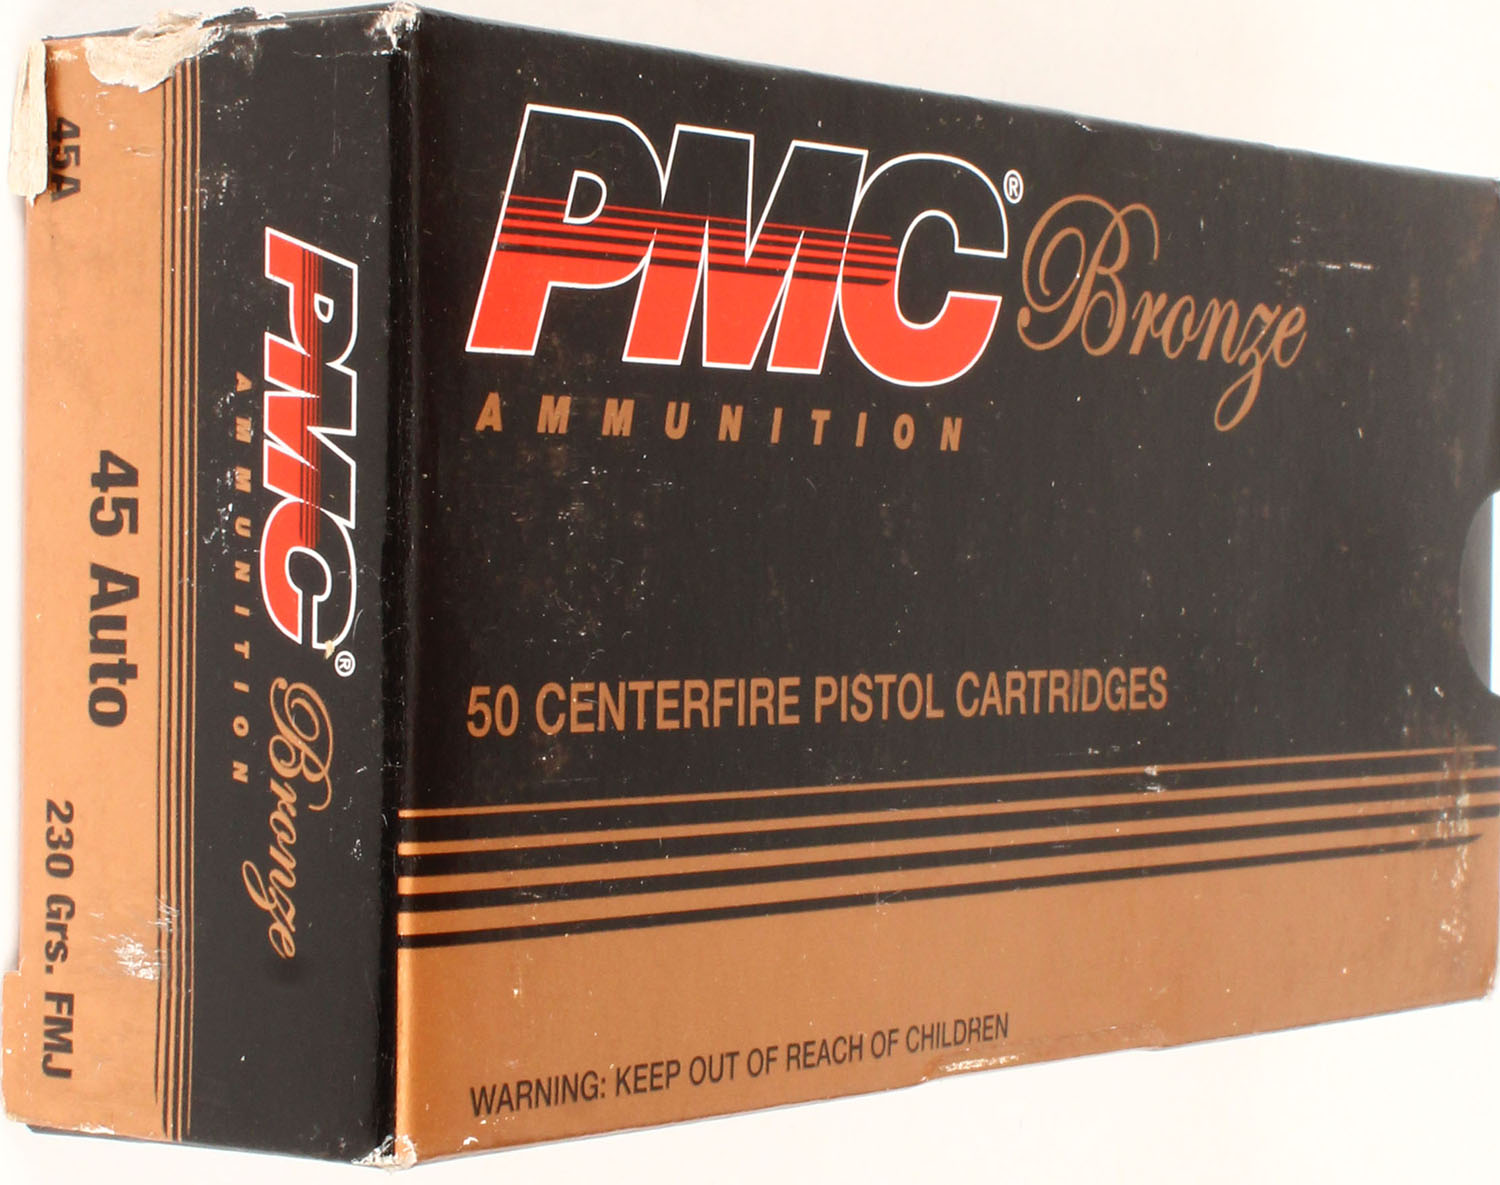 PMC® Bronze
AMMUNITION
50 CENTERFIRE PISTOL CARTRIDGES
WARNING: KEEP OUT OF REACH OF CHILDREN
PMC® Bronze
AMMUNITION
45A
45 Auto
230 Grs. FMJ